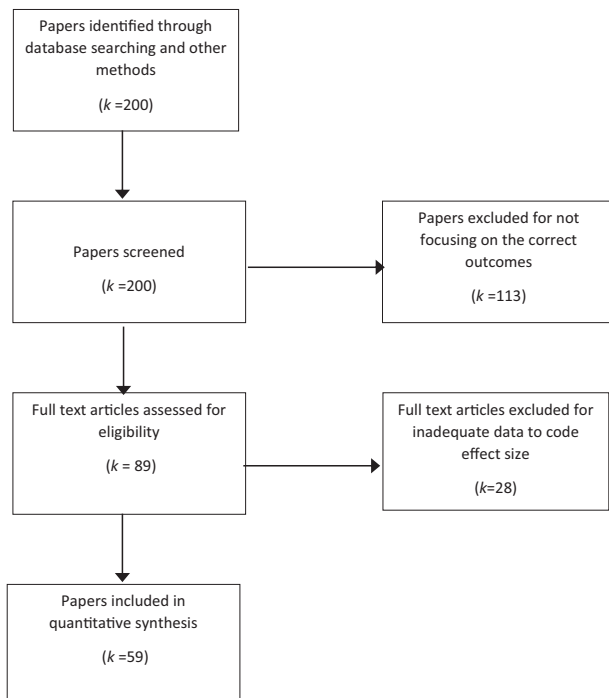 Papers identified through
database searching and other
methods
(k =200)
Papers screened
(k =200)
Papers excluded for not
focusing on the correct
outcomes
(k =113)
Full text articles assessed for
eligibility
(k = 89)
Full text articles excluded for
inadequate data to code
effect size
(k=28)
Papers included in
quantitative synthesis
(k =59)